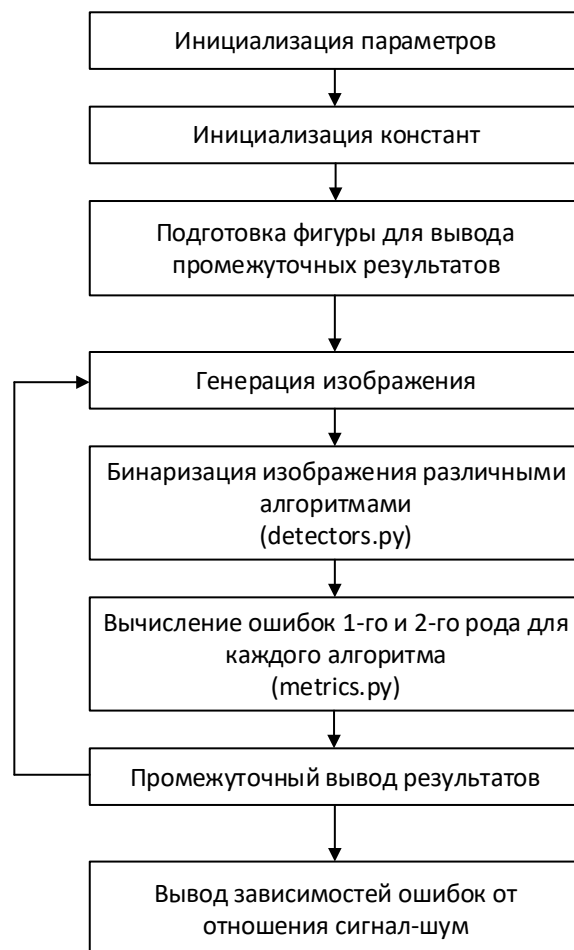 Инициализация параметров
Инициализация констант
Подготовка фигуры для вывода
промежуточных результатов
Генерация изображения
Бинаризация изображения различными
алгоритмами
(detectors.py)
Вычисление ошибок 1-го и 2-го рода для
каждого алгоритма
(metrics.py)
Промежуточный вывод результатов
Вывод зависимостей ошибок от
отношения сигнал-шум